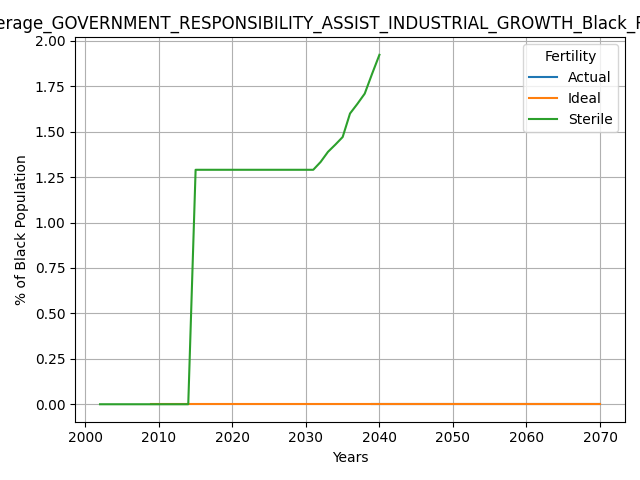 erage_GOVERNMENT_RESPONSIBILITY_ASSIST_INDUSTRIAL_GROWTH_Black_
% of Black Population
2.00
1.75
1.50
1.25
1.00
0.75
0.50
0.25
0.00
Fertility
Actual
Ideal
Sterile
2000 2010 2020 2030 2040 2050 2060 2070
Years